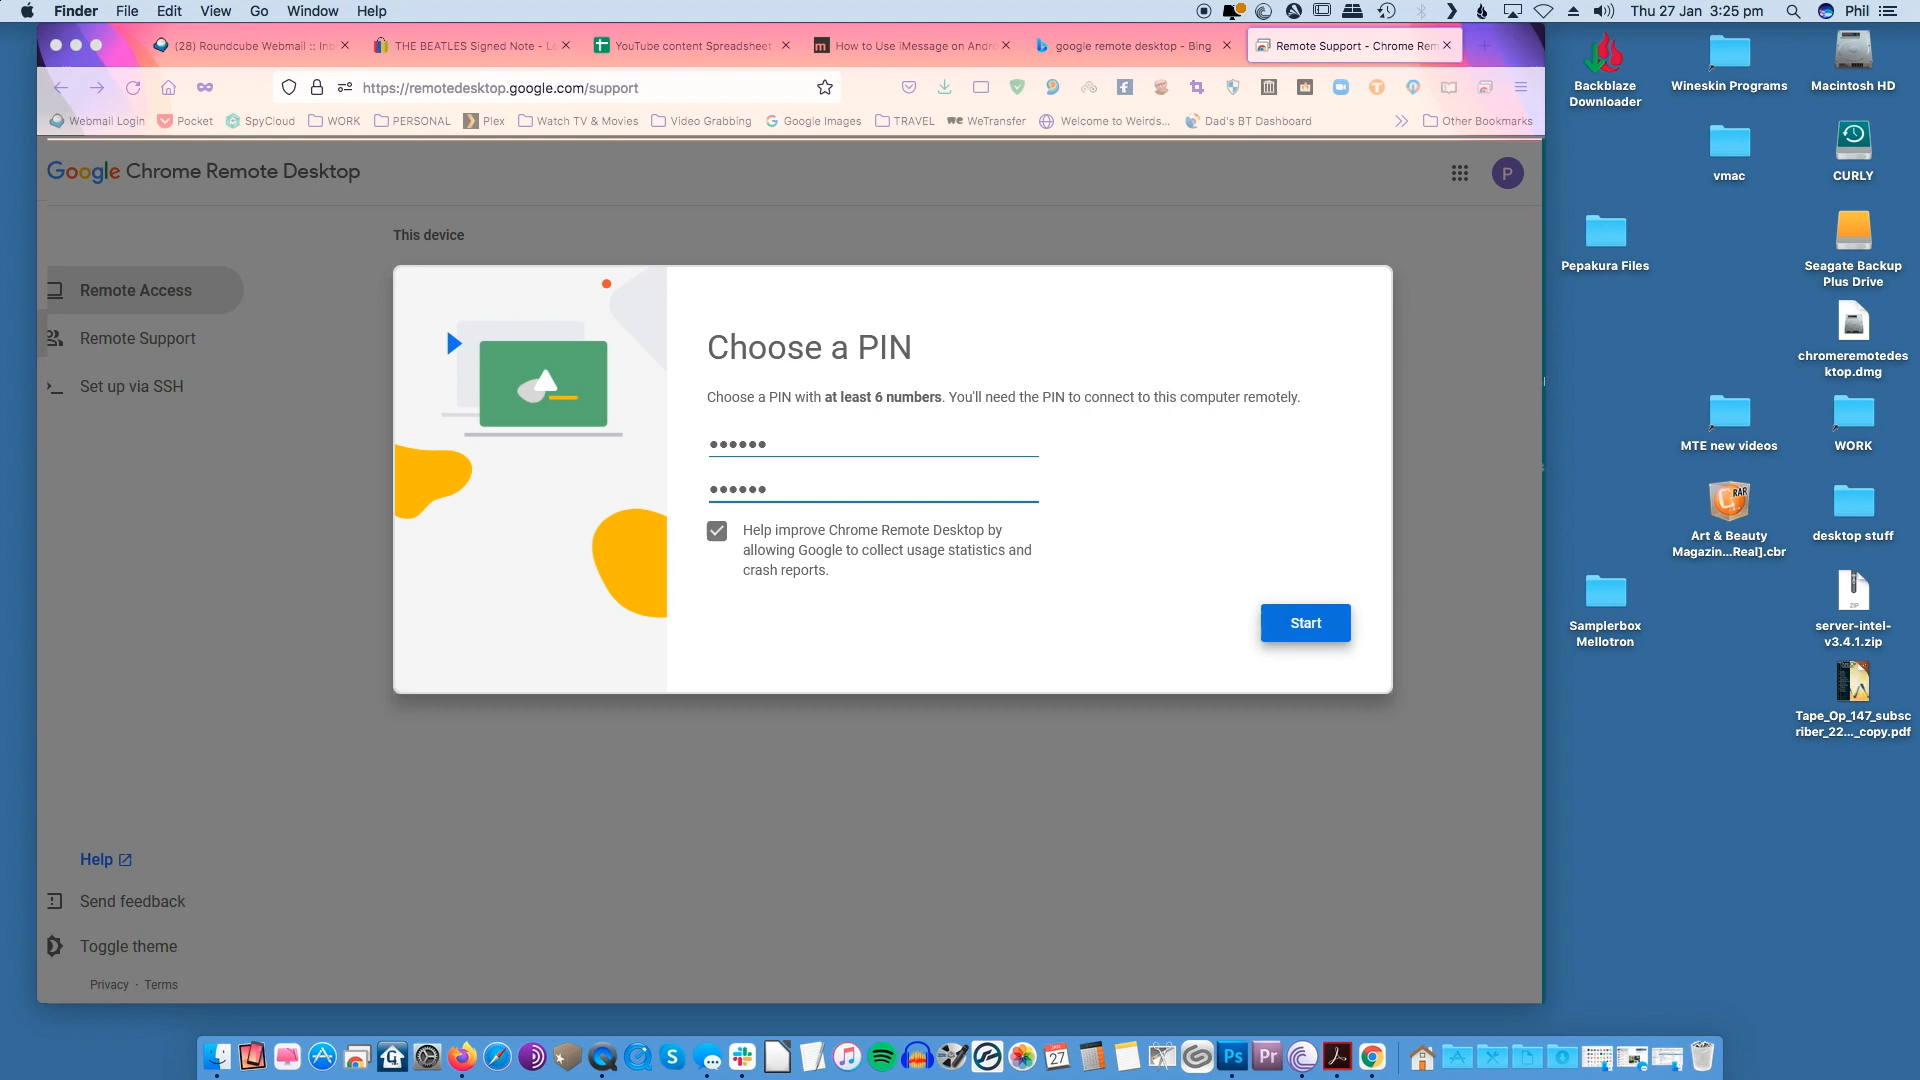 Finder File Edit View Go Window Help
Thu 27 Jan 3:25 pm Phil
(28) Roundcube Webmail :: Inb
THE BEATLES Signed Note - Le
YouTube content Spreadsheet
How to Use iMessage on Andr
google remote desktop - Bing
Remote Support - Chrome Rem
https://remotedesktop.google.com/support
Webmail Login Pocket SpyCloud WORK PERSONAL Plex Watch TV & Movies Video Grabbing Google Images TRAVEL WeTransfer Welcome to Weirds... Dad's BT Dashboard Other Bookmarks
Google Chrome Remote Desktop
P
This device
Remote Access
Remote Support
Set up via SSH
Choose a PIN
Choose a PIN with at least 6 numbers. You'll need the PIN to connect to this computer remotely.
••••••
••••••
Help improve Chrome Remote Desktop by
allowing Google to collect usage statistics and
crash reports.
Start
Help
Send feedback
Toggle theme
Privacy · Terms
Backblaze
Downloader
Wineskin Programs
Macintosh HD
vmac
CURLY
Pepakura Files
Seagate Backup
Plus Drive
chromeremotedes
ktop.dmg
MTE new videos
WORK
RAR
Art & Beauty
Magazin...Real].cbr
desktop stuff
Samplerbox
Mellotron
ZIP
server-intel-
v3.4.1.zip
Tape_Op_147_subsc
riber_22..._copy.pdf
JAN
27
Ps
Pr